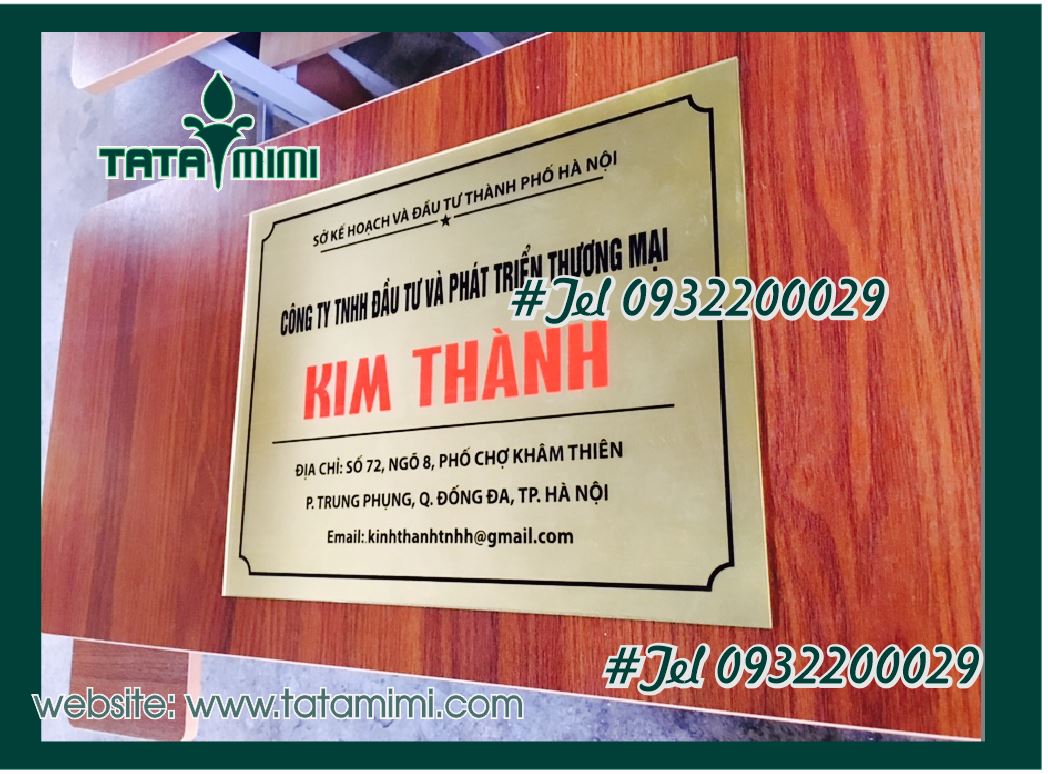 TATA MIMI
SỞ KẾ HOẠCH VÀ ĐẦU TƯ THÀNH PHỐ HÀ NỘI
CÔNG TY TNHH ĐẦU TƯ VÀ PHÁT TRIỂN THƯƠNG MẠI
#Tel 0932200029
KIM THÀNH
ĐỊA CHỈ: SỐ 72, NGÕ 8, PHỐ CHỢ KHÂM THIÊN
P. TRUNG PHỤNG, Q. ĐỐNG ĐA, TP. HÀ NỘI
Email: kinhthanhtnhh@gmail.com
#Tel 0932200029
website: www.tatamimi.com